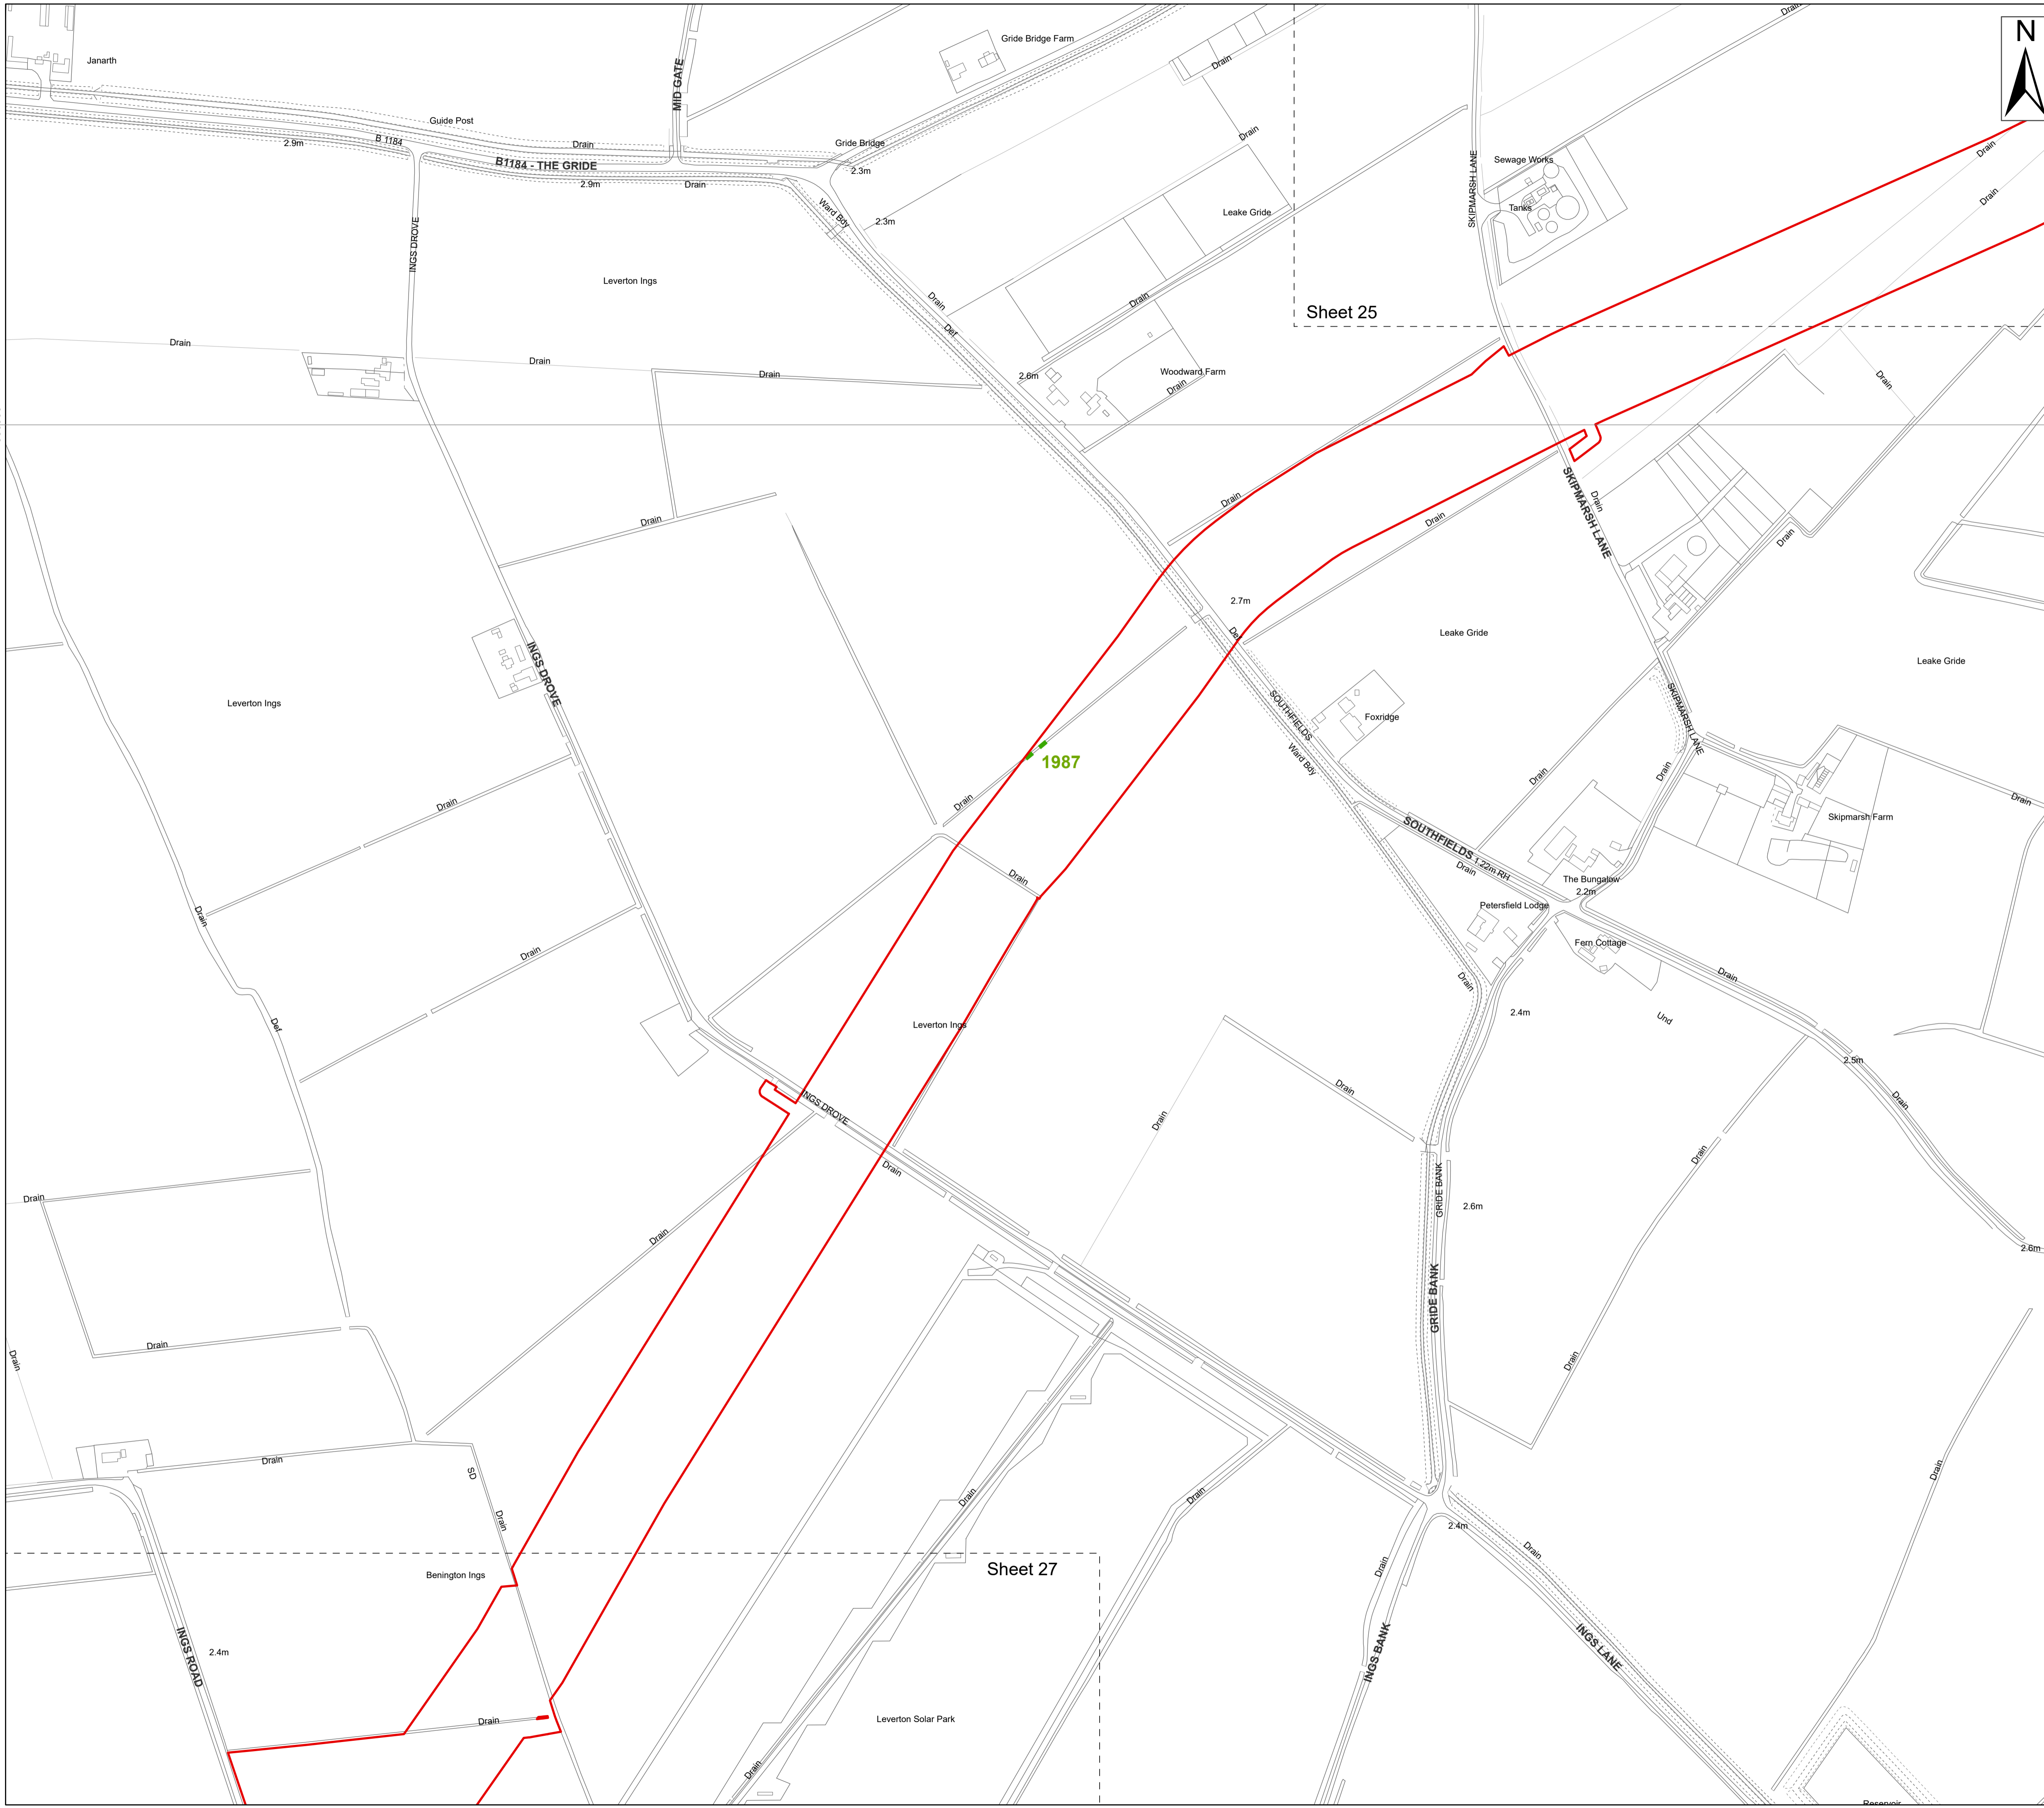 N
Drain
Gride Bridge Farm
Janarth
MID GATE
Drain
Guide Post
B 1184
2.9m
Drain
Gride Bridge
Drain
Drain
B1184 - THE GRIDE
2.3m
2.9m
Drain
Sewage Works
SKIPMARSH LANE
Tanks
Drain
Ward Bdy
2.3m
Leake Gride
INGS DROVE
Leverton Ings
Drain
Def
Drain
Sheet 25
Drain
Drain
Drain
2.6m
Woodward Farm
Drain
Drain
Drain
Drain
Drain
SKIPMARSH LANE
Drain
Drain
Drain
2.7m
Def
Leake Gride
Leake Gride
INGS DROVE
Leverton Ings
SOUTHFIELDS
Foxridge
SKIPMARSH LANE
Ward Bdy
1987
Drain
Drain
Drain
Drain
Drain
Skipmarsh Farm
SOUTHFIELDS
1.22m RH
Drain
Drain
The Bungalow
2.2m
Petersfield Lodge
Drain
Fern Cottage
Drain
Drain
Drain
2.4m
Und
Def
Leverton Ings
2.5m
Drain
Drain
INGS DROVE
Drain
Drain
Drain
Drain
GRIDE BANK
2.6m
Drain
Drain
2.6m
GRIDE BANK
Drain
Drain
Drain
Drain
SD
Drain
Drain
Drain
Drain
2.4m
Drain
Drain
Sheet 27
Benington Ings
INGS ROAD
2.4m
INGS BANK
INGS LANE
Drain
Leverton Solar Park
Drain
Reservoir